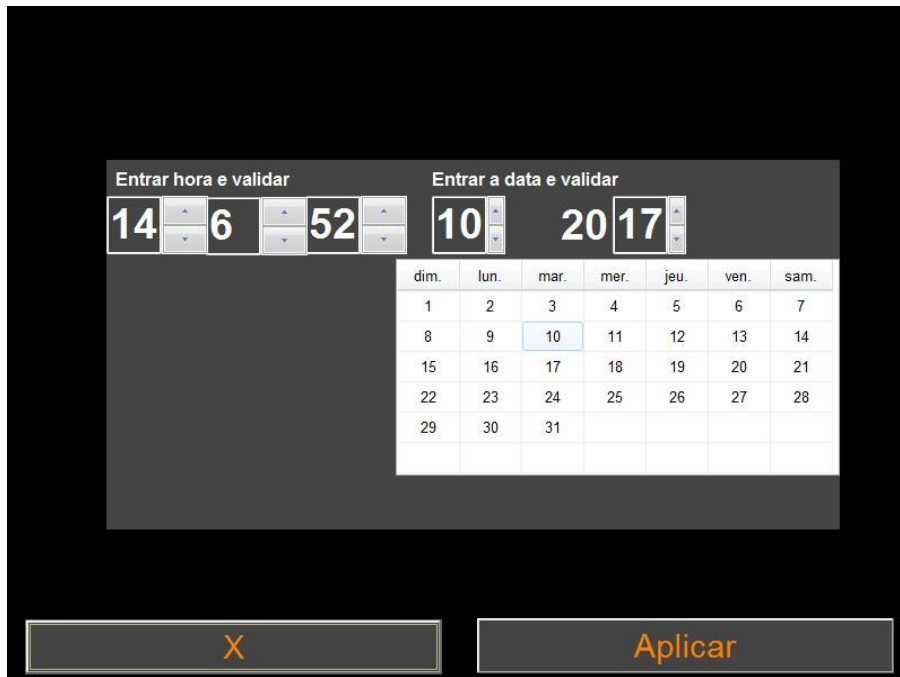 Entrar hora e validar Entrar a data e validar
14 6 52 10 20 17
dim. lun. mar. mer. jeu. ven. sam.
1 2 3 4 5 6 7
8 9 10 11 12 13 14
15 16 17 18 19 20 21
22 23 24 25 26 27 28
29 30 31
X Aplicar